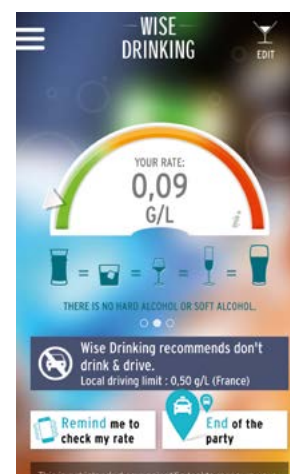 WISE
DRINKING
EDIT
YOUR RATE:
0,09
G/L
= = = =
THERE IS NO HARD ALCOHOL OR SOFT ALCOHOL.
Wise Drinking recommends don't
drink & drive.
Local driving limit : 0,50 g/L (France)
Remind me to
check my rate
End of the
party